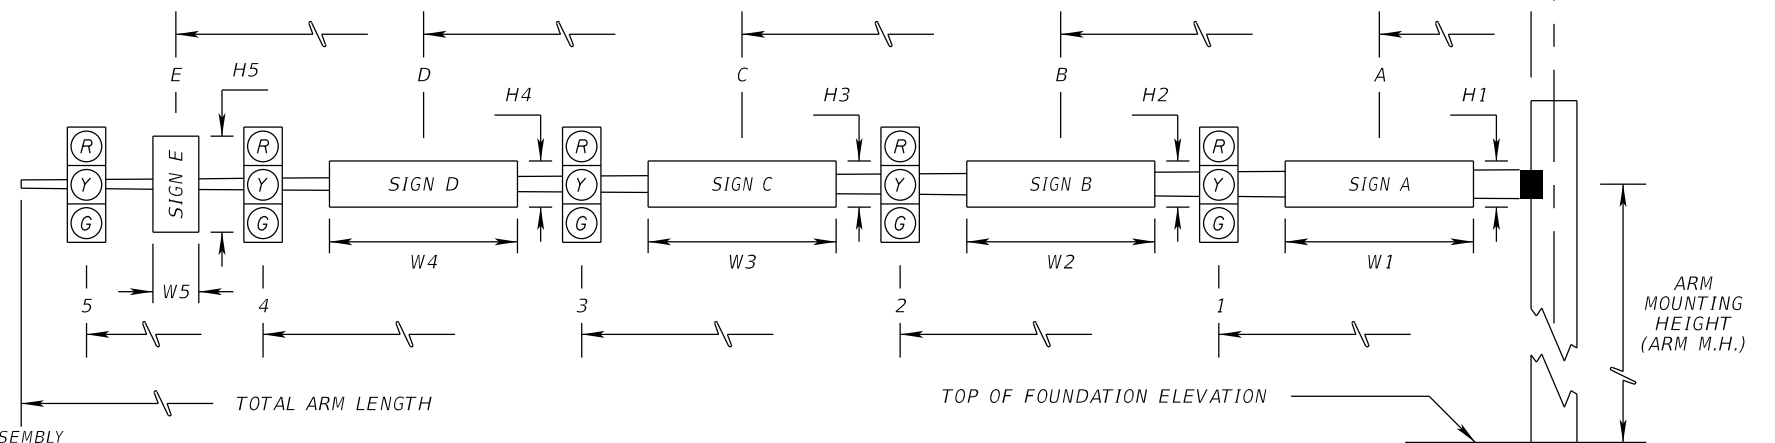 E
H5
D
H4
C
H3
B
H2
A
H1
R
Y
G
SIGN E
R
Y
G
SIGN D
R
Y
G
SIGN C
R
Y
G
SIGN B
R
Y
G
SIGN A
W5
W4
W3
W2
W1
5
4
3
2
1
ARM
MOUNTING
HEIGHT
(ARM M.H.)
TOTAL ARM LENGTH
TOP OF FOUNDATION ELEVATION
SEMBLY